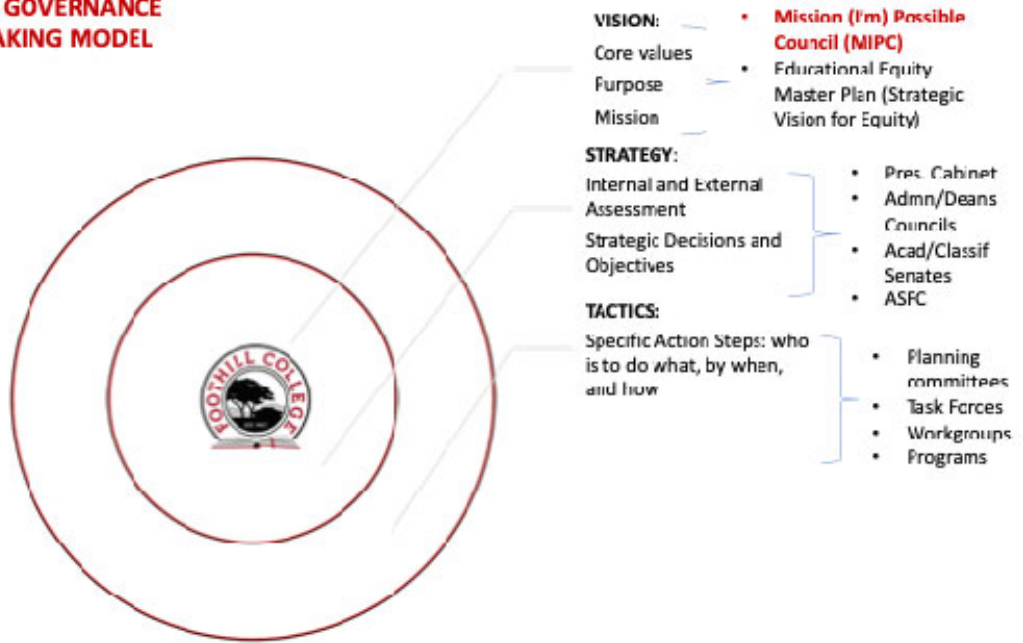 GOVERNANCE
AKING MODEL
VISION:
Core values
Purpose
Mission
• Mission (I'm) Possible
Council (MIPC)
• Educational Equity
Master Plan (Strategic
Vision for Equity)
STRATEGY:
Internal and External
Assessment
Strategic Decisions and
Objectives
• Pres. Cabinet
• Admn/Deans
Councils
• Acad/Classif
Senates
• ASFC
TACTICS:
Specific Action Steps: who
is to do what, by when,
and how
• Planning
committees
• Task Forces
• Workgroups
• Programs
FOOTHILL COLLEGE